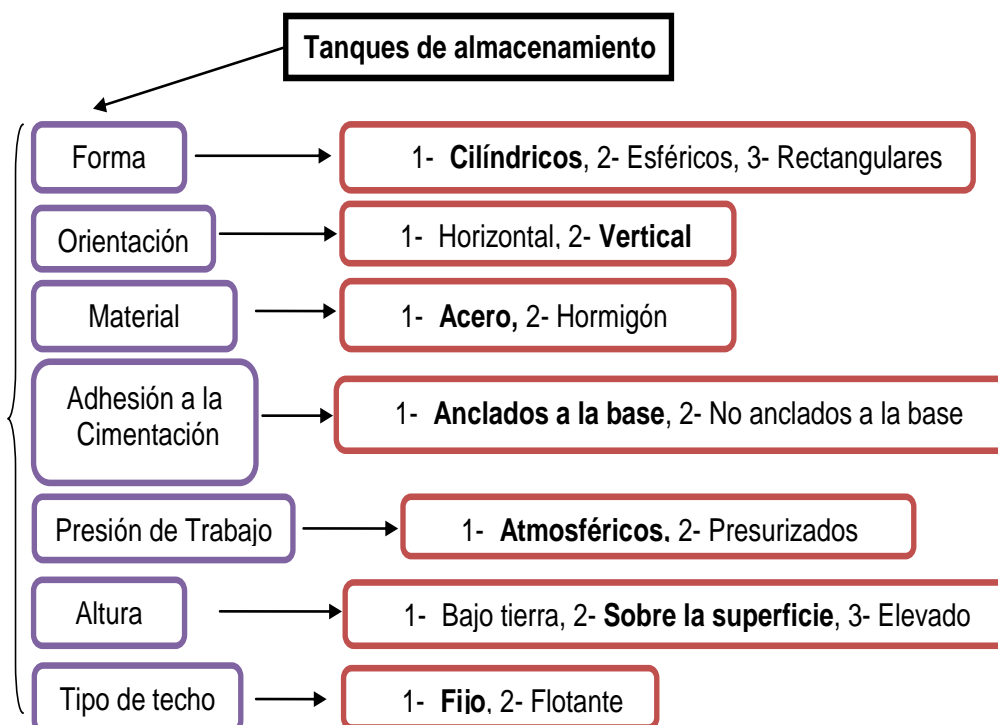 Tanques de almacenamiento
Forma
1- Cilíndricos, 2- Esféricos, 3- Rectangulares
Orientación
1- Horizontal, 2- Vertical
Material
1- Acero, 2- Hormigón
Adhesión a la
Cimentación
1- Anclados a la base, 2- No anclados a la base
Presión de Trabajo
1- Atmosféricos, 2- Presurizados
Altura
1- Bajo tierra, 2- Sobre la superficie, 3- Elevado
Tipo de techo
1- Fijo, 2- Flotante